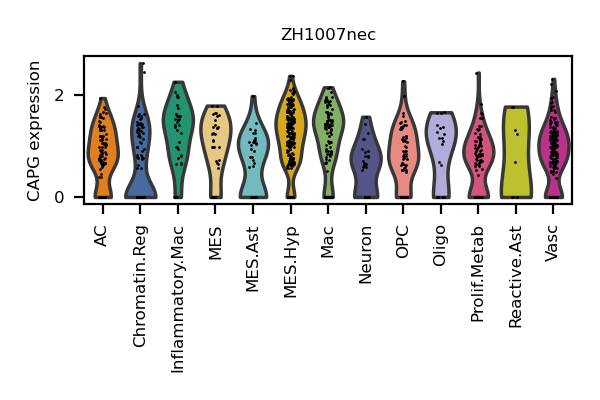 ZH1007nec
CAPG expression
2
0
AC
Chromatin.Reg
Inflammatory.Mac
MES
MES.Ast
MES.Hyp
Mac
Neuron
OPC
Oligo
Prolif.Metab
Reactive.Ast
Vasc